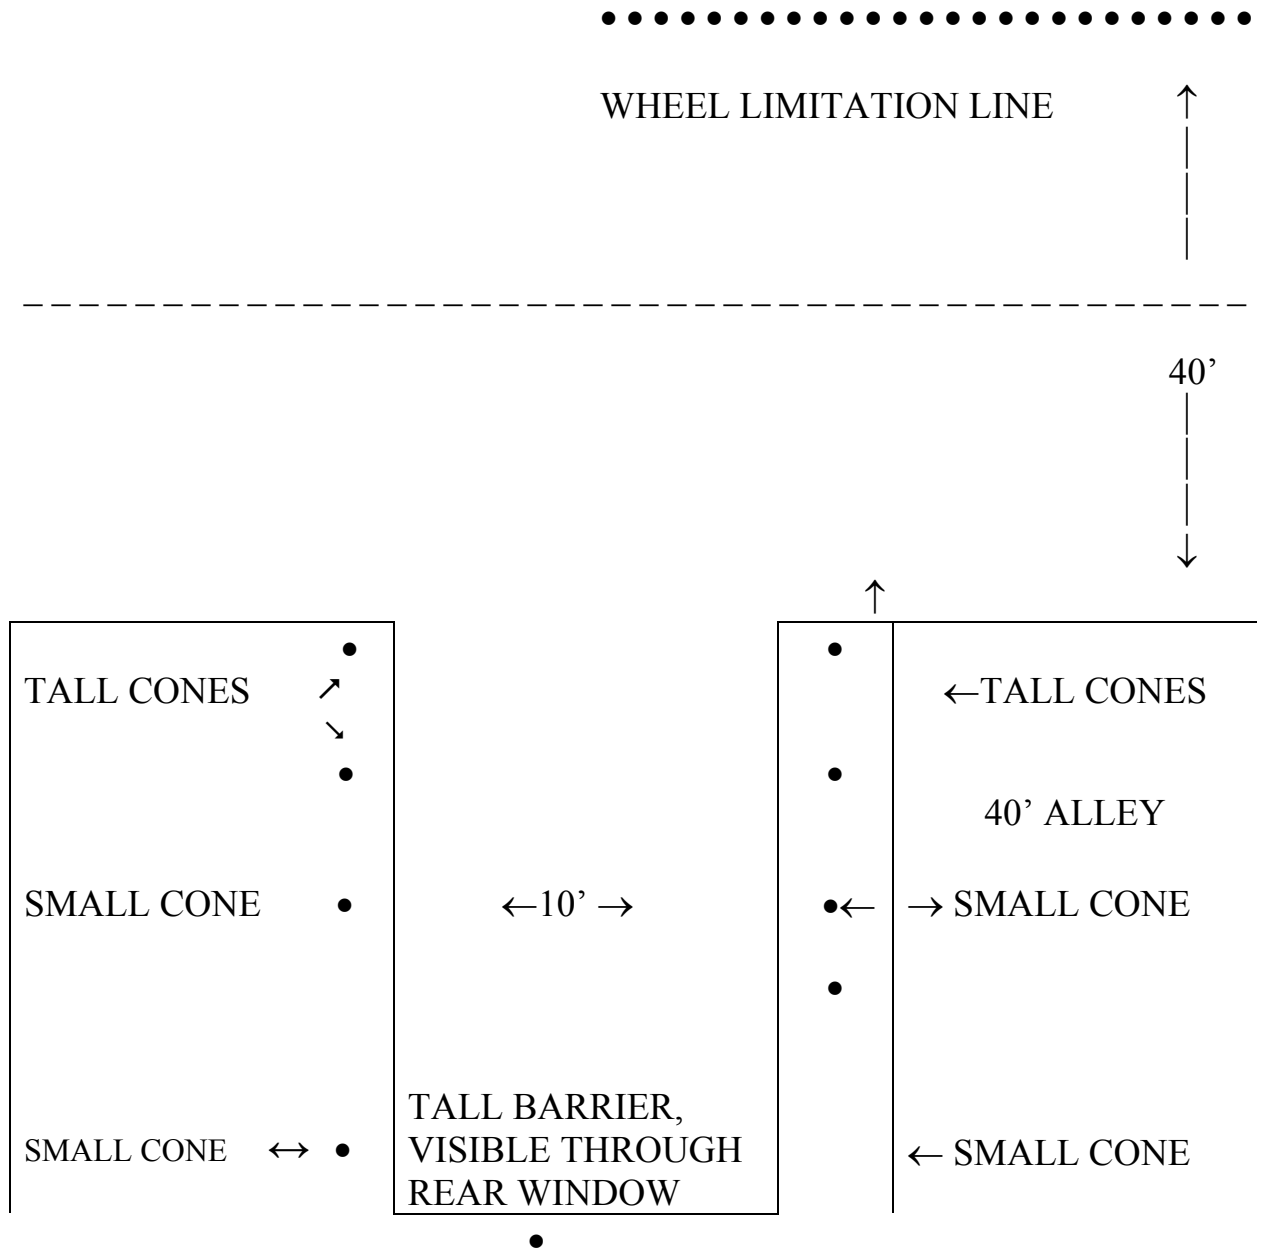 WHEEL LIMITATION LINE
40’
TALL CONES
←TALL CONES
40’ ALLEY
SMALL CONE
←10’ →
← → SMALL CONE
TALL BARRIER,
VISIBLE THROUGH
REAR WINDOW
SMALL CONE ↔
← SMALL CONE